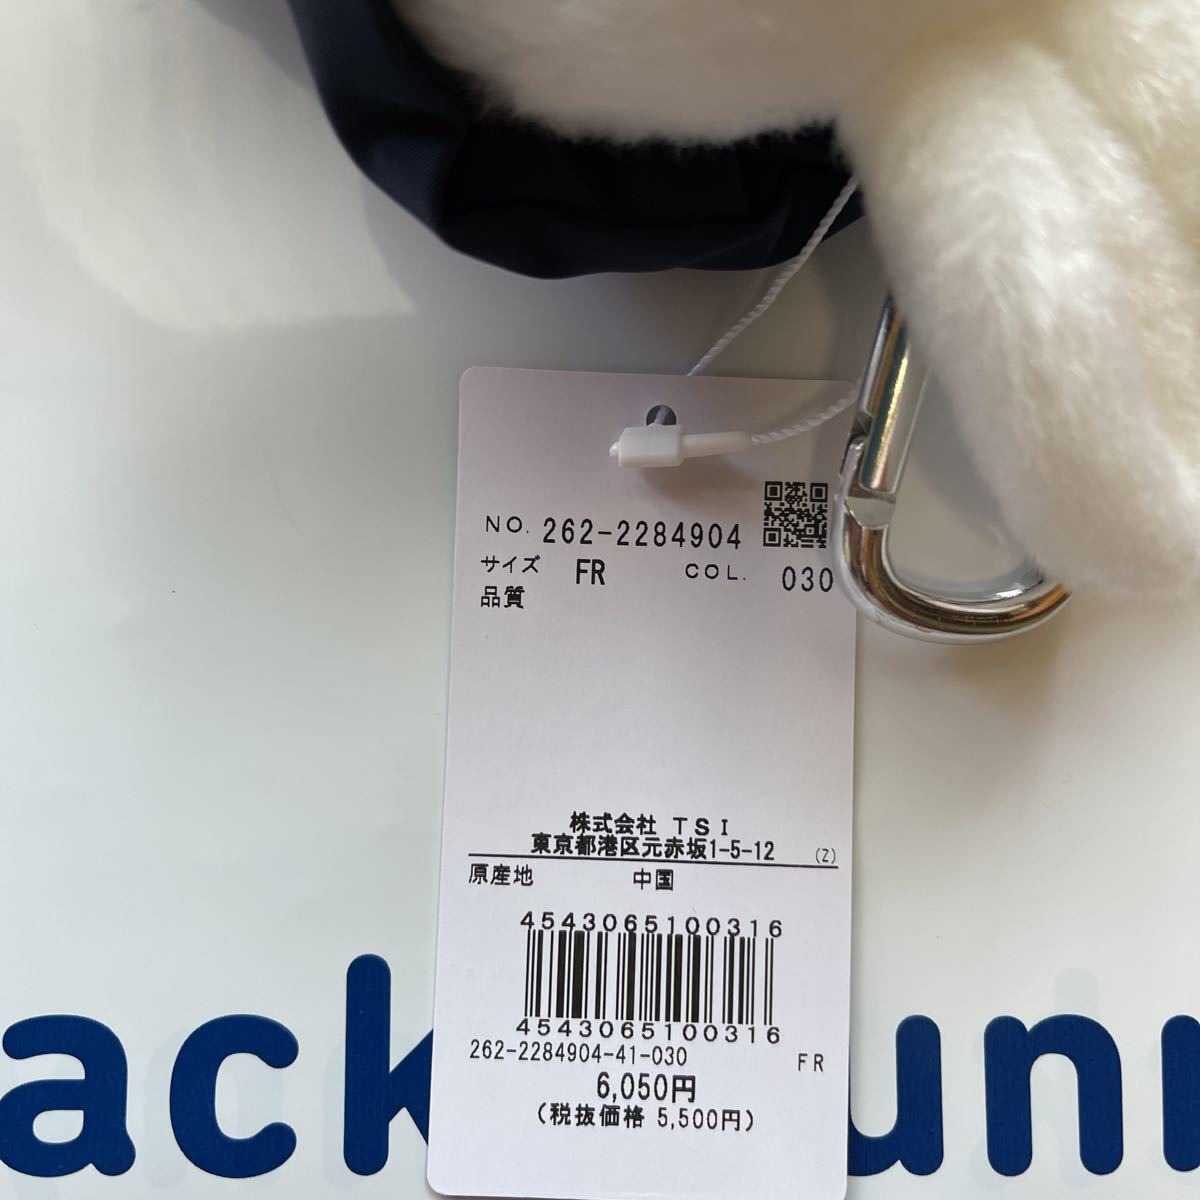 NO. 262-2284904
サイズ FR COL. 030
品質
株式会社 TSI
東京都港区元赤坂1-5-12 (Z)
原産地 中国
4543065100316
4543065100316
262-2284904-41-030 FR
6,050円
(税抜価格 5,500円)
ack unn